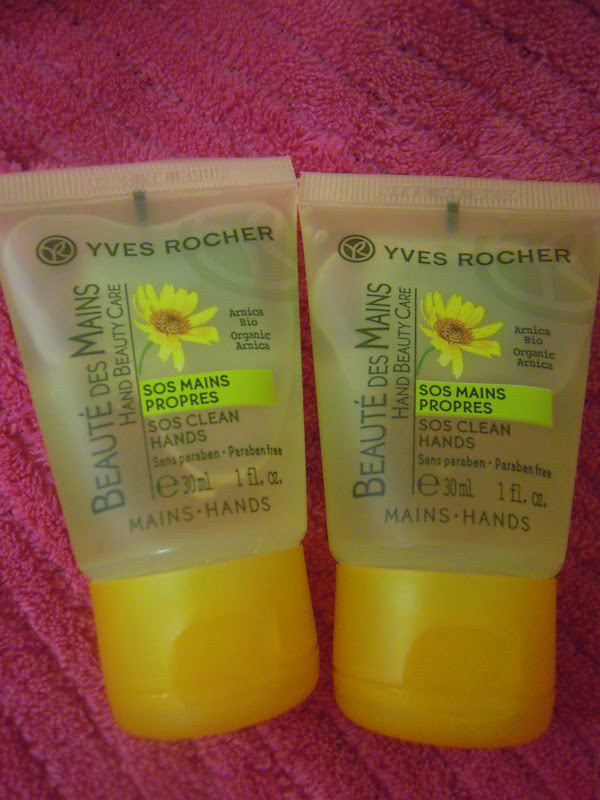 YVES ROCHER
BEAUTÉ DES MAINS
HAND BEAUTY CARE
Arnica
Bio
Organic
Arnica
SOS MAINS
PROPRES
SOS CLEAN
HANDS
Sans paraben · Paraben free
e 30 ml 1 fl. oz.
MAINS · HANDS
YVES ROCHER
BEAUTÉ DES MAINS
HAND BEAUTY CARE
Arnica
Bio
Organic
Arnica
SOS MAINS
PROPRES
SOS CLEAN
HANDS
Sans paraben · Paraben free
e 30 ml 1 fl. oz.
MAINS · HANDS